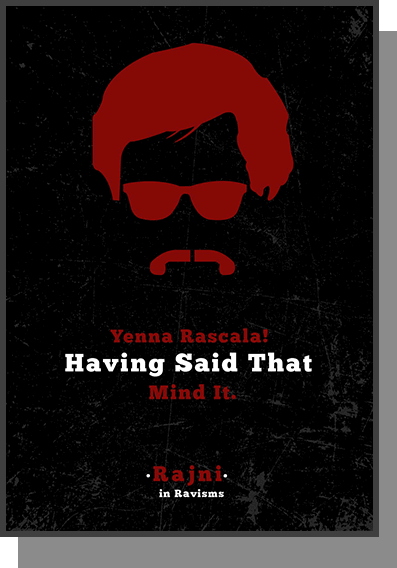 Yenna Rascala!
Having Said That
Mind It.
·Rajni·
in Ravisms